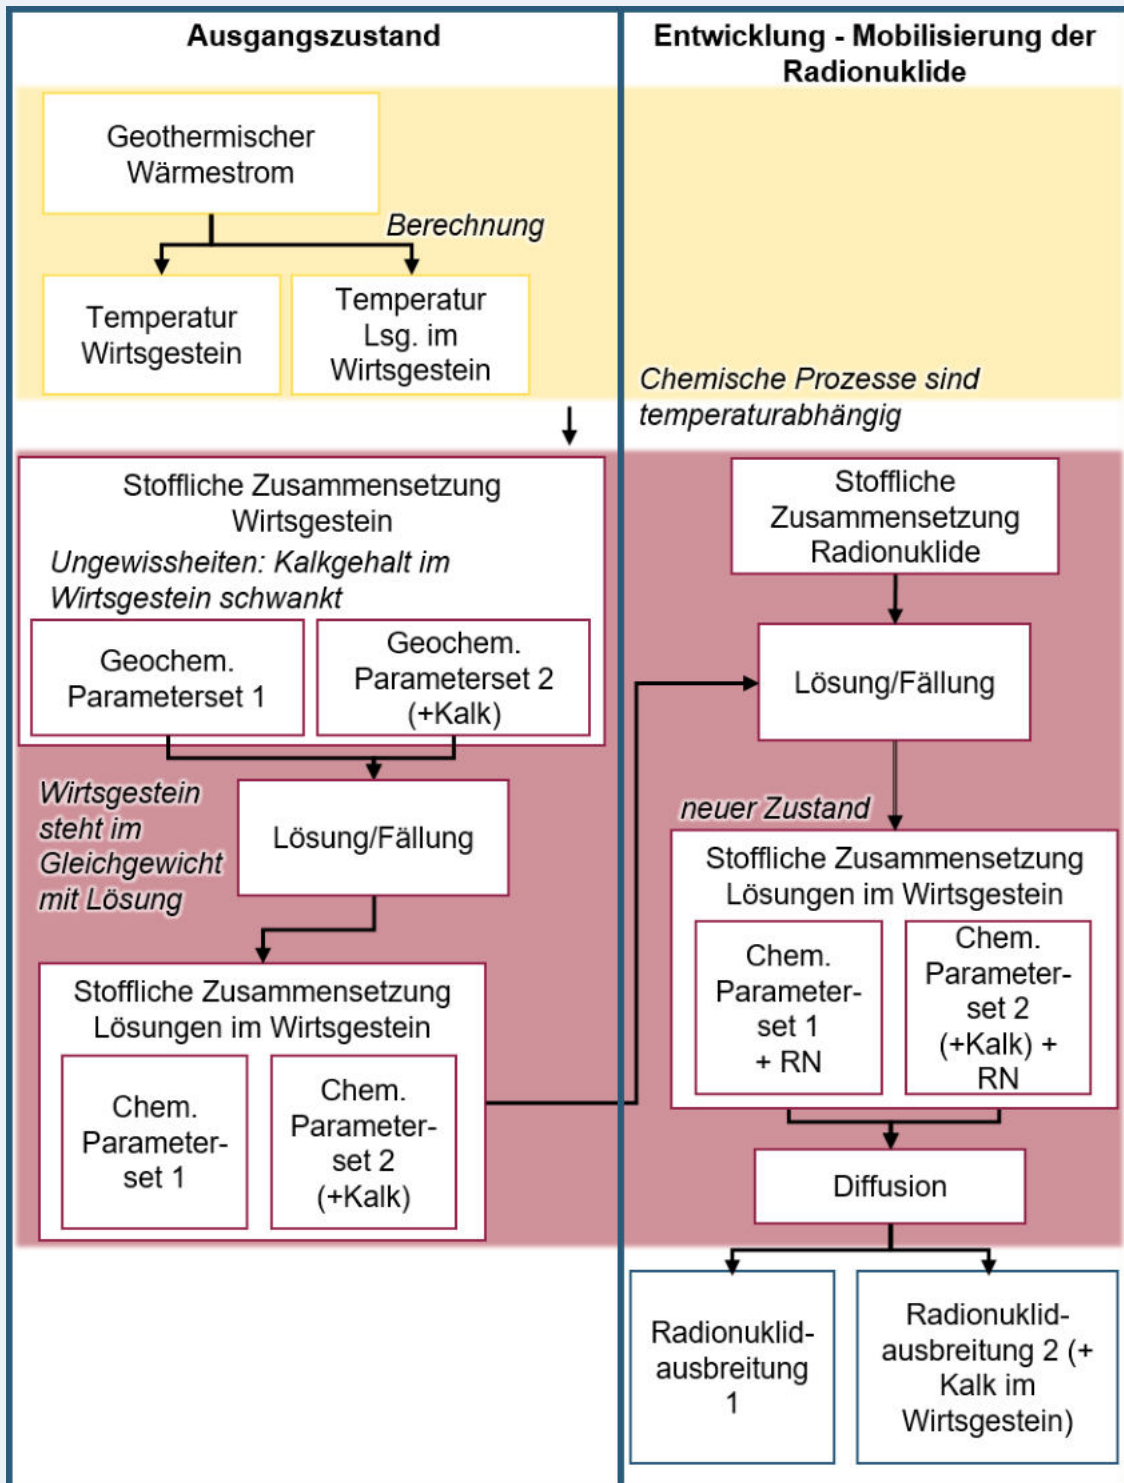 Ausgangszustand
Entwicklung - Mobilisierung der
Radionuklide
Geothermischer
Wärmestrom
Berechnung
Temperatur
Wirtsgestein
Temperatur
Lsg. im
Wirtsgestein
Chemische Prozesse sind
temperaturabhängig
Stoffliche Zusammensetzung
Wirtsgestein
Ungewissheiten: Kalkgehalt im
Wirtsgestein schwankt
Geochem.
Parameterset 1
Geochem.
Parameterset 2
(+Kalk)
Wirtsgestein
steht im
Gleichgewicht
mit Lösung
Lösung/Fällung
Stoffliche Zusammensetzung
Lösungen im Wirtsgestein
Chem.
Parameter-
set 1
Chem.
Parameter-
set 2
(+Kalk)
Stoffliche
Zusammensetzung
Radionuklide
Lösung/Fällung
neuer Zustand
Stoffliche Zusammensetzung
Lösungen im Wirtsgestein
Chem.
Parameter-
set 1
+ RN
Chem.
Parameter-
set 2
(+Kalk) +
RN
Diffusion
Radionuklid-
ausbreitung
1
Radionuklid-
ausbreitung 2 (+
Kalk im
Wirtsgestein)